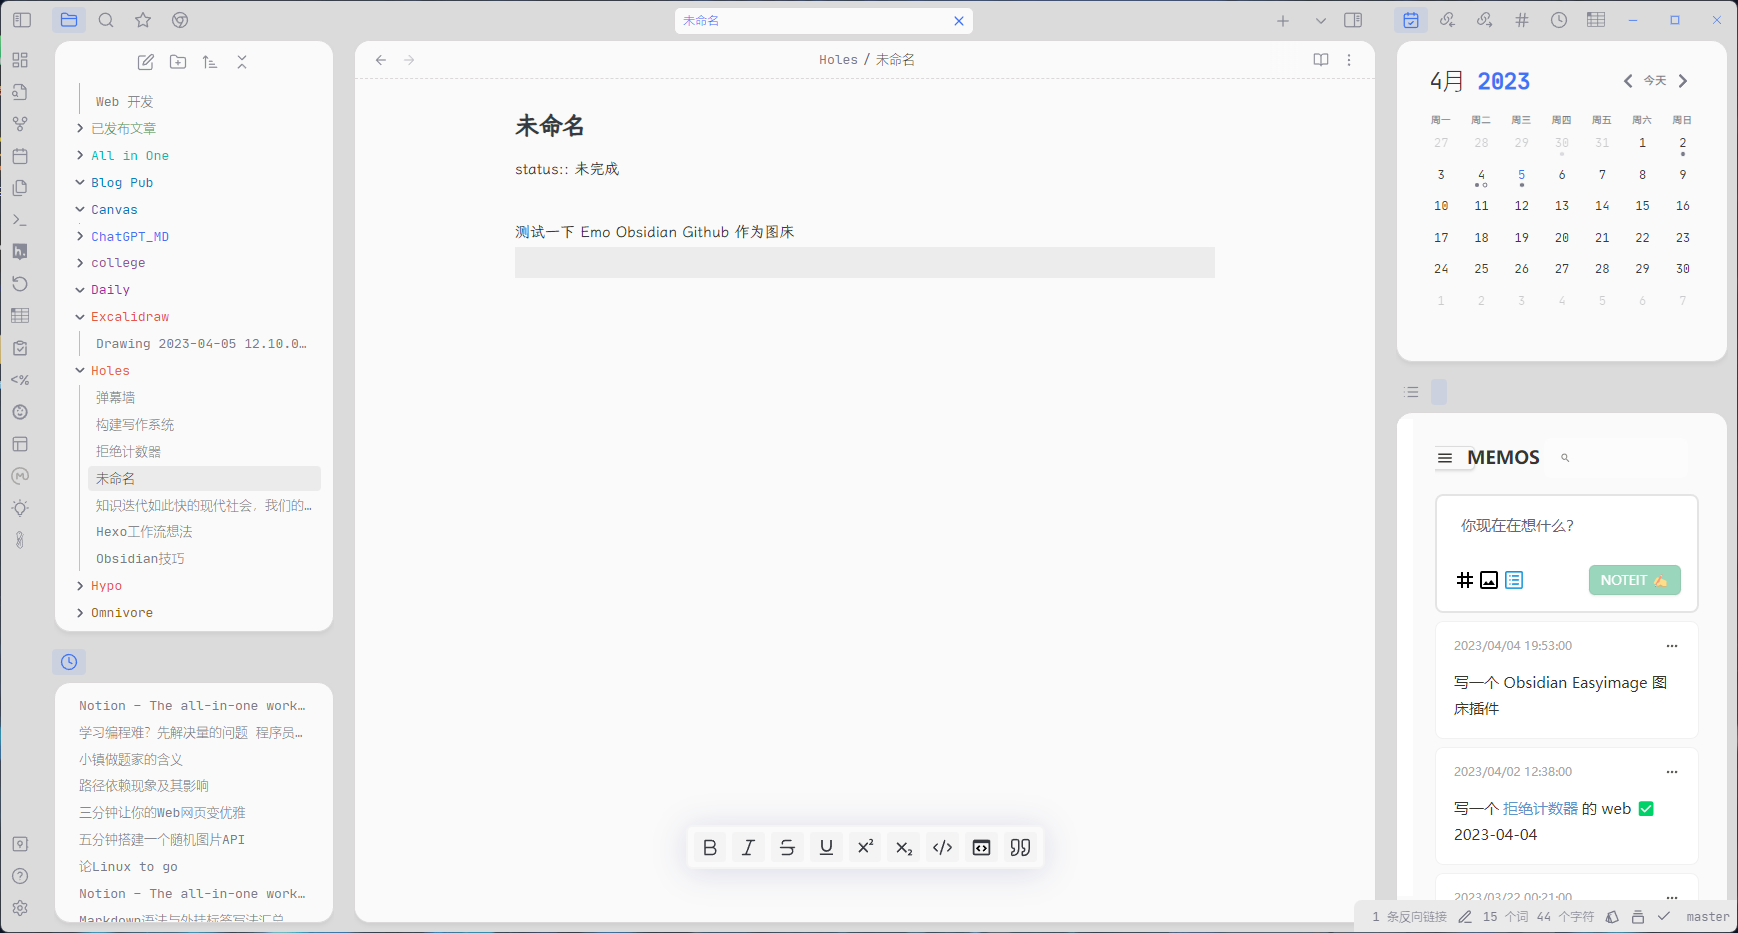 未命名
Web 开发
已发布文章
All in One
Blog Pub
Canvas
ChatGPT_MD
college
Daily
Excalidraw
Drawing 2023-04-05 12.10.0…
Holes
弹幕墙
构建写作系统
拒绝计数器
未命名
知识迭代如此快的现代社会，我们的…
Hexo工作流想法
Obsidian技巧
Hypo
Omnivore
Notion – The all-in-one work…
学习编程难？先解决量的问题 程序员…
小镇做题家的含义
路径依赖现象及其影响
三分钟让你的Web网页变优雅
五分钟搭建一个随机图片API
论Linux to go
Notion – The all-in-one work…
Markdown语法与外挂标签写法汇总
Holes / 未命名
未命名
status:: 未完成
测试一下 Emo Obsidian Github 作为图床
B I S U X² X₂ </>
4月 2023
今天
周一 周二 周三 周四 周五 周六 周日
27 28 29 30 31 1 2
3 4 5 6 7 8 9
10 11 12 13 14 15 16
17 18 19 20 21 22 23
24 25 26 27 28 29 30
1 2 3 4 5 6 7
MEMOS
你现在在想什么？
NOTEIT ✍🏻
2023/04/04 19:53:00
写一个 Obsidian Easyimage 图
床插件
2023/04/02 12:38:00
写一个 拒绝计数器 的 web ✅
2023-04-04
2023/03/22 00:21:00
1 条反向链接 15 个词 44 个字符 master